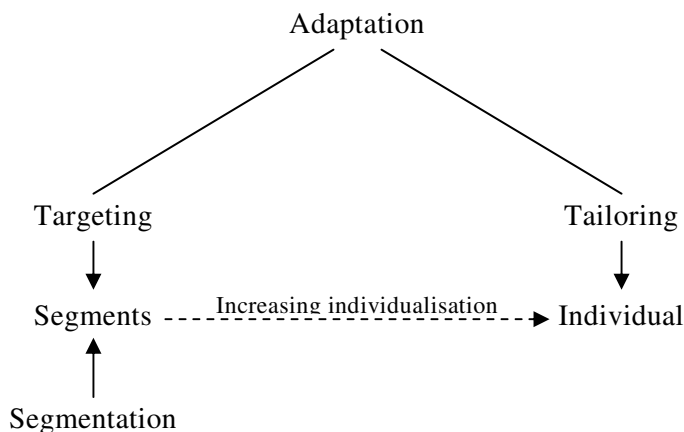 Adaptation
Targeting
Tailoring
Segments
Increasing individualisation
Individual
Segmentation